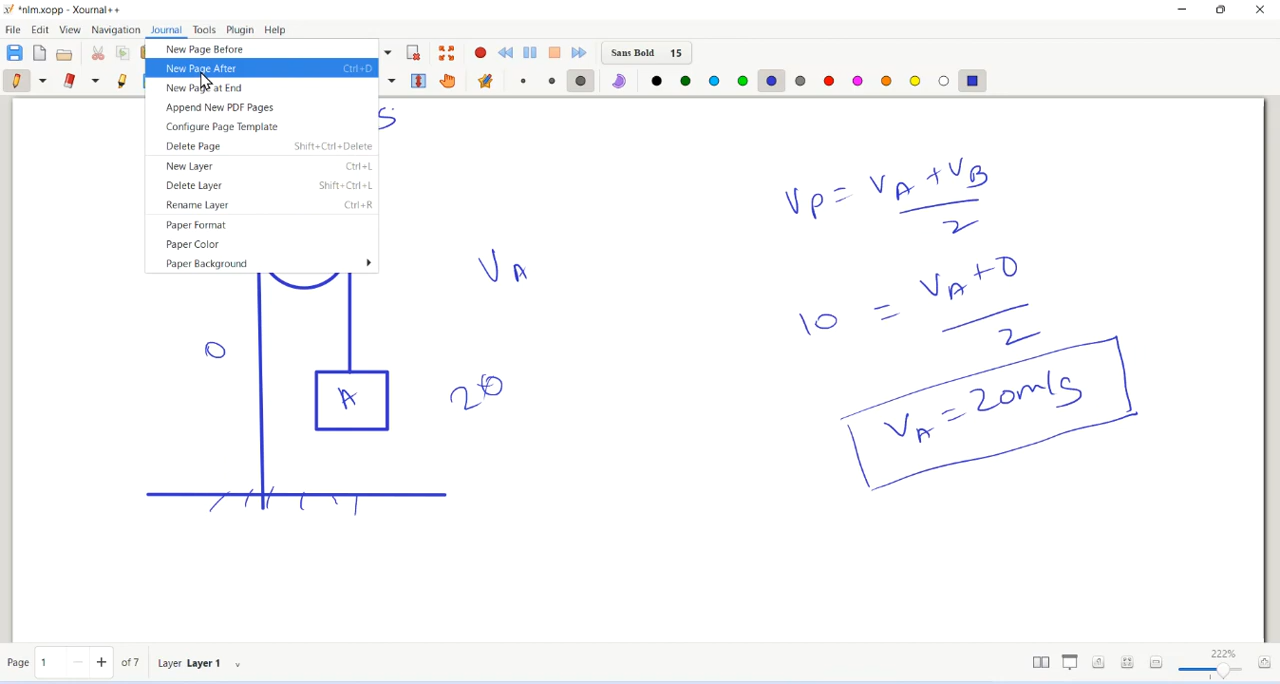 *nlm.xopp - Xournal++
File Edit View Navigation Journal Tools Plugin Help
New Page Before
Sans Bold 15
New Page After Ctrl+D
New Page at End
Append New PDF Pages
Configure Page Template
Delete Page Shift+Ctrl+Delete
New Layer Ctrl+L
Delete Layer Shift+Ctrl+L
Rename Layer Ctrl+R
Paper Format
Paper Color
Paper Background
S
VP = VA + VB
2
VA
10 = VA + 0
2
0
A
20
VA = 20m/s
Page 1 of 7 Layer Layer 1
222%